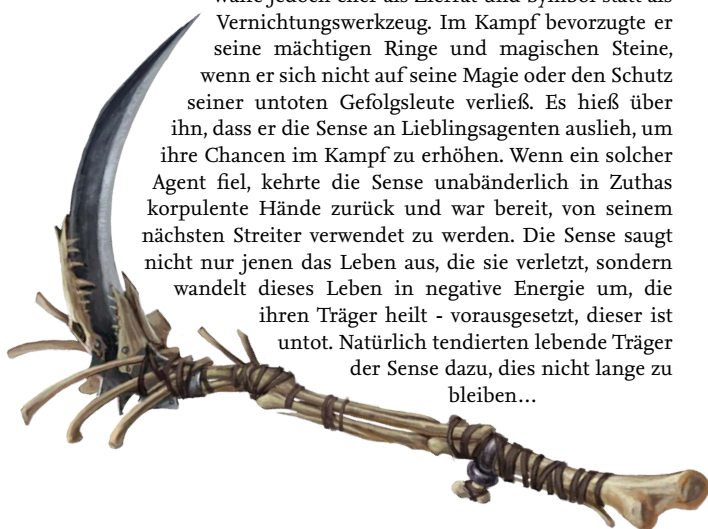 jedoch eher als Zierrat und Symbol statt als
Vernichtungswerkzeug. Im Kampf bevorzugte er
seine mächtigen Ringe und magischen Steine,
wenn er sich nicht auf seine Magie oder den Schutz
seiner untoten Gefolgsleute verließ. Es hieß über
ihn, dass er die Sense an Lieblingsagenten auslieh, um
ihre Chancen im Kampf zu erhöhen. Wenn ein solcher
Agent fiel, kehrte die Sense unabänderlich in Zuthas
korpulente Hände zurück und war bereit, von seinem
nächsten Streiter verwendet zu werden. Die Sense saugt
nicht nur jenen das Leben aus, die sie verletzt, sondern
wandelt dieses Leben in negative Energie um, die
ihren Träger heilt - vorausgesetzt, dieser ist
untot. Natürlich tendierten lebende Träger
der Sense dazu, dies nicht lange zu
bleiben...